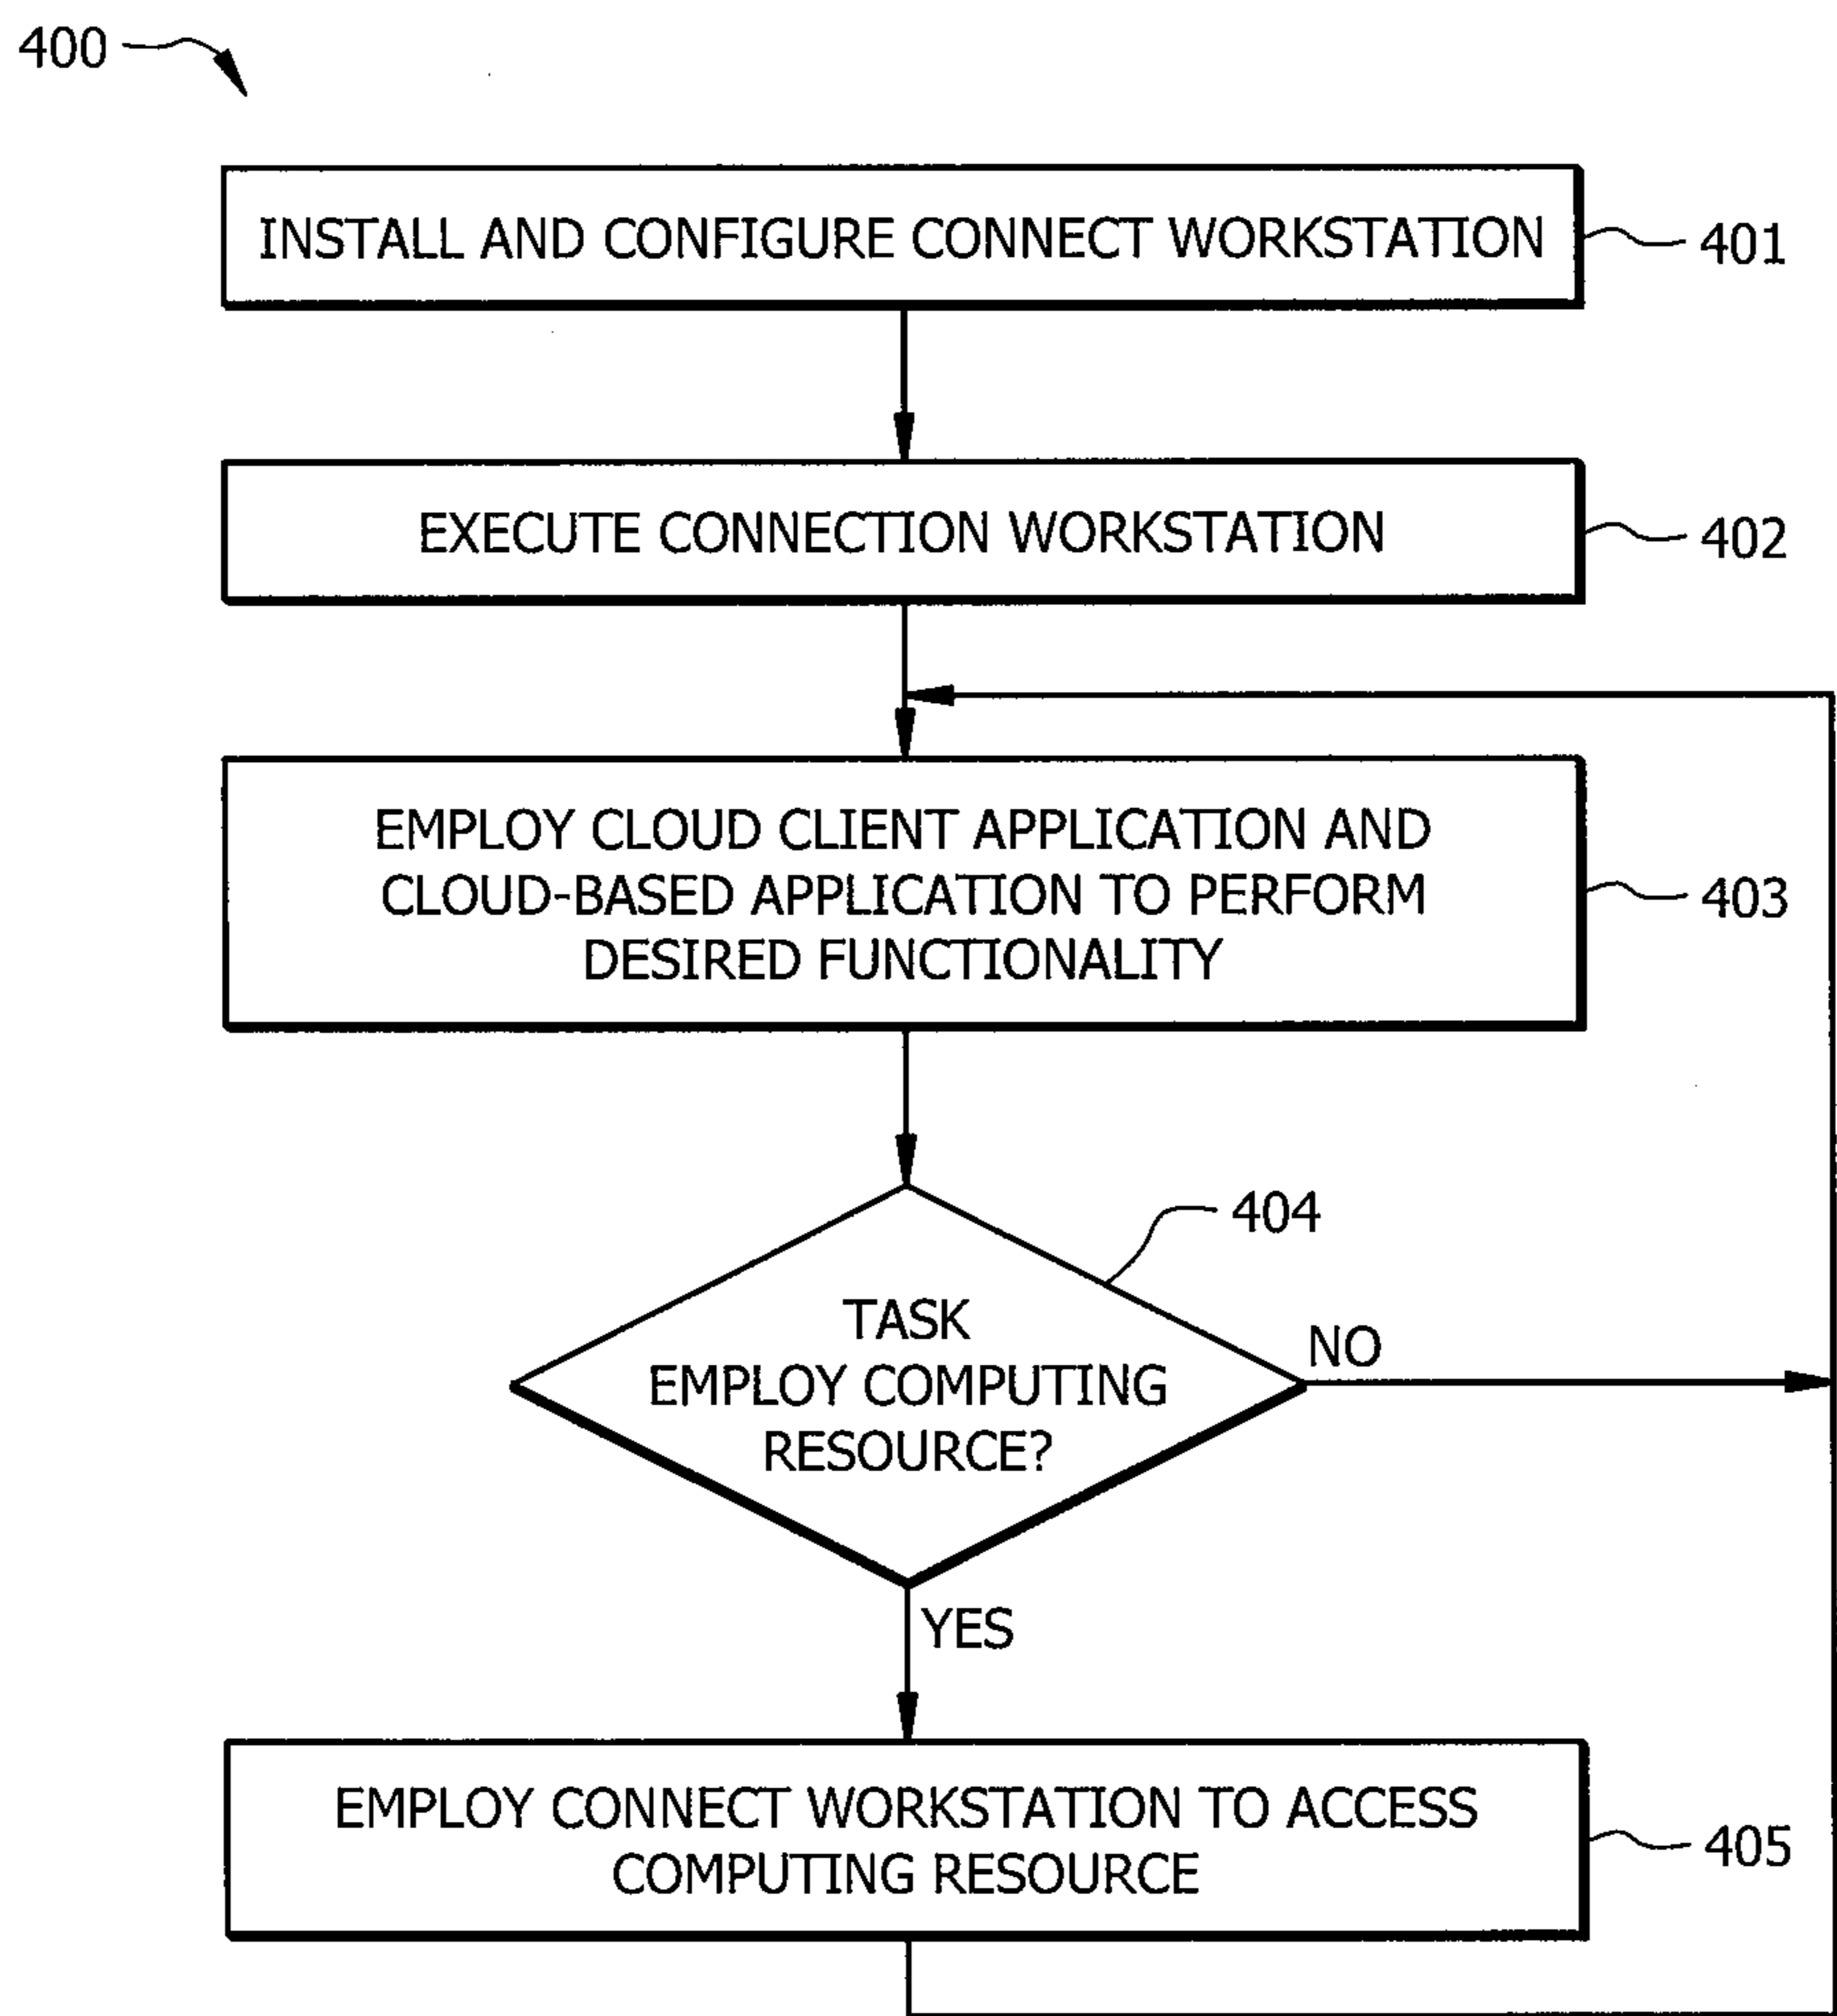 400
INSTALL AND CONFIGURE CONNECT WORKSTATION
401
EXECUTE CONNECTION WORKSTATION
402
EMPLOY CLOUD CLIENT APPLICATION AND
CLOUD-BASED APPLICATION TO PERFORM
DESIRED FUNCTIONALITY
403
404
TASK
EMPLOY COMPUTING
RESOURCE?
NO
YES
EMPLOY CONNECT WORKSTATION TO ACCESS
COMPUTING RESOURCE
405